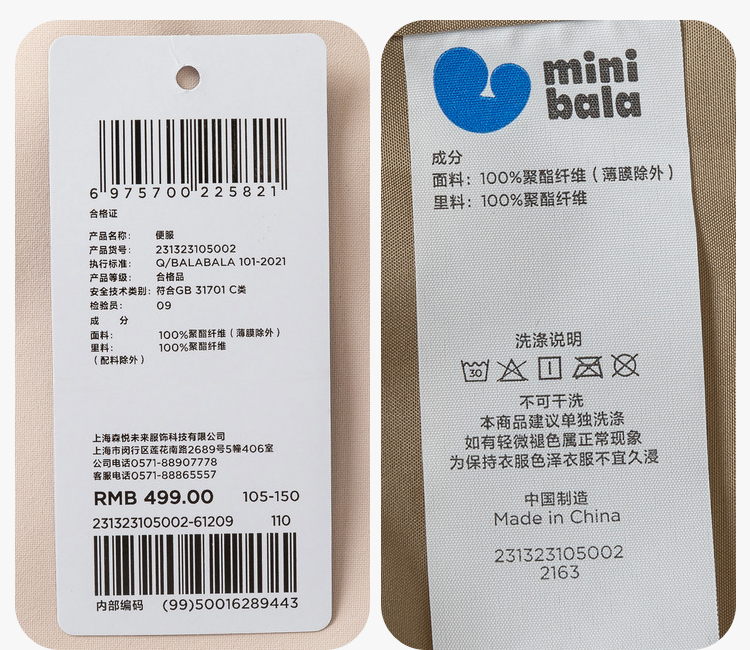 6 975700 225821
合格证
产品名称： 便服
产品货号： 231323105002
执行标准： Q/BALABALA 101-2021
产品等级： 合格品
安全技术类别：符合GB 31701 C类
检验员： 09
成 分
面料： 100%聚酯纤维（薄膜除外）
里料： 100%聚酯纤维
（配料除外）
上海森悦未来服饰科技有限公司
上海市闵行区莲花南路2689号5幢406室
公司电话0571-88907778
客服电话0571-88865557
RMB 499.00 105-150
231323105002-61209 110
内部编码 (99)50016289443
mini
bala
成分
面料：100%聚酯纤维（薄膜除外）
里料：100%聚酯纤维
洗涤说明
30
不可干洗
本商品建议单独洗涤
如有轻微褪色属正常现象
为保持衣服色泽衣服不宜久浸
中国制造
Made in China
231323105002
2163